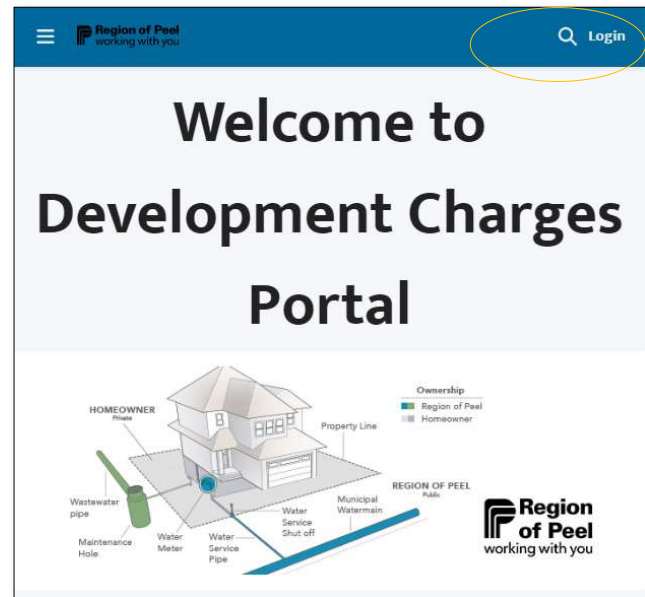 Region of Peel
working with you
Login
Welcome to
Development Charges
Portal
Ownership
Region of Peel
Homeowner
HOMEOWNER
Private
Property Line
REGION OF PEEL
Public
Wastewater
pipe
Maintenance
Hole
Water
Meter
Water
Service
Pipe
Water
Service
Shut off
Municipal
Watermain
Region
of Peel
working with you